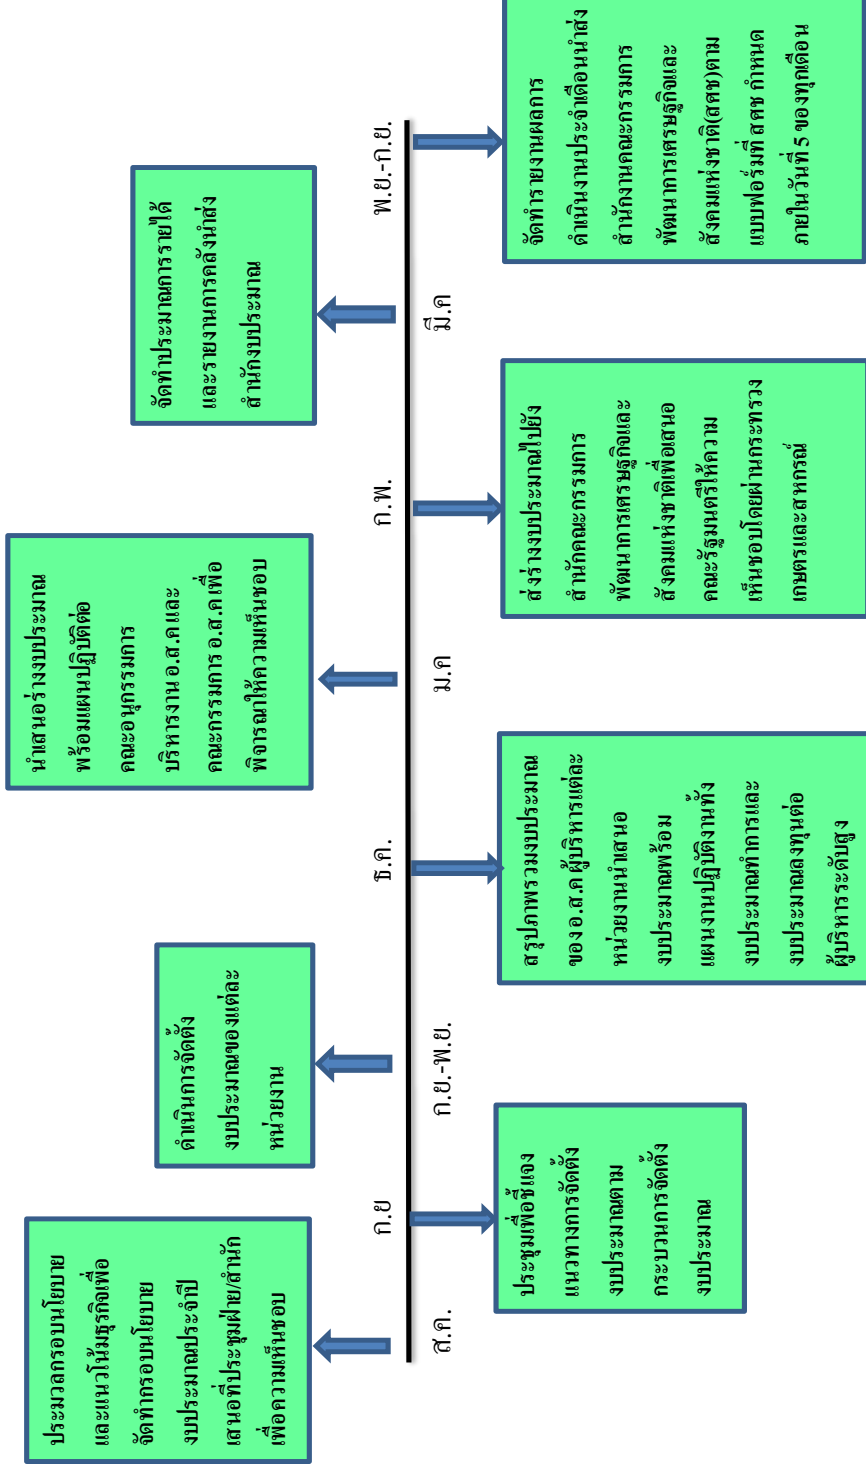 ประมวลกรอบนโยบาย
และแนวโน้มธุรกิจเพื่อ
จัดทำกรอบนโยบาย
งบประมาณประจำปี
เสนอที่ประชุมฝ่าย/สำนัก
เพื่อความเห็นชอบ
ดำเนินการจัดตั้ง
งบประมาณของแต่ละ
หน่วยงาน
นำเสนอร่างงบประมาณ
พร้อมแผนปฏิบัติต่อ
คณะอนุกรรมการ
บริหารงาน อ.ส.ค และ
คณะกรรมการ อ.ส.ค เพื่อ
พิจารณาให้ความเห็นชอบ
จัดทำประมาณการรายได้
และรายงานการคลังนำส่ง
สำนักงบประมาณ
ส.ค.
ก.ย
ก.ย.-พ.ย.
ธ.ค.
ม.ค
ก.พ.
มี.ค
พ.ย.-ก.ย.
ประชุมเพื่อชี้แจง
แนวทางการจัดตั้ง
งบประมาณตาม
กระบวนการจัดตั้ง
งบประมาณ
สรุปภาพรวมงบประมาณ
ของ อ.ส.ค ผู้บริหารแต่ละ
หน่วยงานนำเสนอ
งบประมาณพร้อม
แผนงานปฏิบัติงานทั้ง
งบประมาณทำการและ
งบประมาณลงทุนต่อ
ผู้บริหารระดับสูง
ส่งร่างงบประมาณไปยัง
สำนักคณะกรรมการ
พัฒนาการเศรษฐกิจและ
สังคมแห่งชาติเพื่อเสนอ
คณะรัฐมนตรีให้ความ
เห็นชอบโดยผ่านกระทรวง
เกษตรและสหกรณ์
จัดทำรายงานผลการ
ดำเนินงานประจำเดือนนำส่ง
สำนักงานคณะกรรมการ
พัฒนาการเศรษฐกิจและ
สังคมแห่งชาติ(สศช)ตาม
แบบฟอร์มที่ สศช กำหนด
ภายในวันที่ 5 ของทุกเดือน